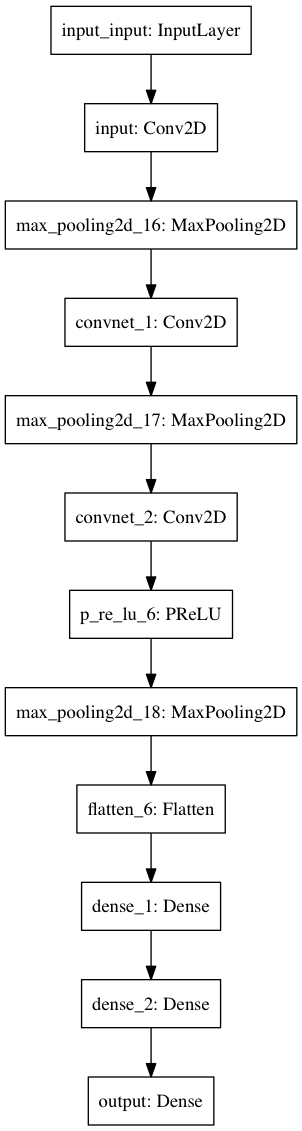 input_input: InputLayer
input: Conv2D
max_pooling2d_16: MaxPooling2D
convnet_1: Conv2D
max_pooling2d_17: MaxPooling2D
convnet_2: Conv2D
p_re_lu_6: PReLU
max_pooling2d_18: MaxPooling2D
flatten_6: Flatten
dense_1: Dense
dense_2: Dense
output: Dense